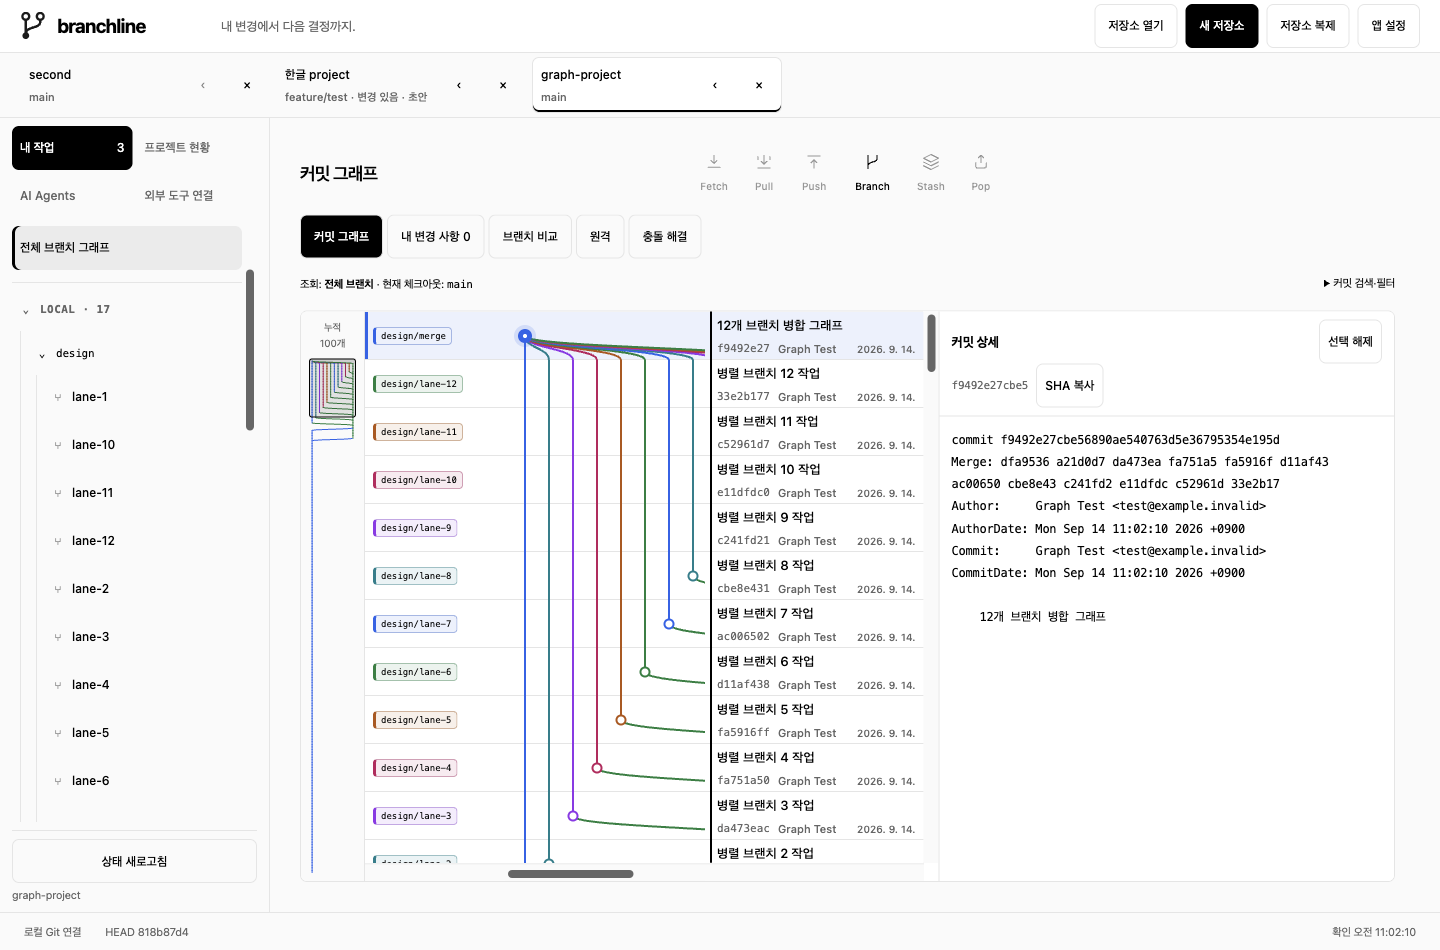 branchline
내 변경에서 다음 결정까지.
저장소 열기
새 저장소
저장소 복제
앱 설정
second
main
한글 project
feature/test · 변경 있음 · 초안
graph-project
main
내 작업 3
프로젝트 현황
AI Agents
외부 도구 연결
전체 브랜치 그래프
LOCAL · 17
design
lane-1
lane-10
lane-11
lane-12
lane-2
lane-3
lane-4
lane-5
lane-6
상태 새로고침
graph-project
커밋 그래프
Fetch
Pull
Push
Branch
Stash
Pop
커밋 그래프
내 변경 사항 0
브랜치 비교
원격
충돌 해결
조회: 전체 브랜치 · 현재 체크아웃: main
커밋 검색·필터
누적
100개
design/merge
12개 브랜치 병합 그래프
f9492e27 Graph Test 2026. 9. 14.
design/lane-12
병렬 브랜치 12 작업
33e2b177 Graph Test 2026. 9. 14.
design/lane-11
병렬 브랜치 11 작업
c52961d7 Graph Test 2026. 9. 14.
design/lane-10
병렬 브랜치 10 작업
e11dfdc0 Graph Test 2026. 9. 14.
design/lane-9
병렬 브랜치 9 작업
c241fd21 Graph Test 2026. 9. 14.
design/lane-8
병렬 브랜치 8 작업
cbe8e431 Graph Test 2026. 9. 14.
design/lane-7
병렬 브랜치 7 작업
ac006502 Graph Test 2026. 9. 14.
design/lane-6
병렬 브랜치 6 작업
d11af438 Graph Test 2026. 9. 14.
design/lane-5
병렬 브랜치 5 작업
fa5916ff Graph Test 2026. 9. 14.
design/lane-4
병렬 브랜치 4 작업
fa751a50 Graph Test 2026. 9. 14.
design/lane-3
병렬 브랜치 3 작업
da473eac Graph Test 2026. 9. 14.
병렬 브랜치 2 작업
커밋 상세
선택 해제
f9492e27cbe5
SHA 복사
commit f9492e27cbe56890ae540763d5e36795354e195d
Merge: dfa9536 a21d0d7 da473ea fa751a5 fa5916f d11af43
ac00650 cbe8e43 c241fd2 e11dfdc c52961d 33e2b17
Author: Graph Test <test@example.invalid>
AuthorDate: Mon Sep 14 11:02:10 2026 +0900
Commit: Graph Test <test@example.invalid>
CommitDate: Mon Sep 14 11:02:10 2026 +0900
12개 브랜치 병합 그래프
로컬 Git 연결
HEAD 818b87d4
확인 오전 11:02:10